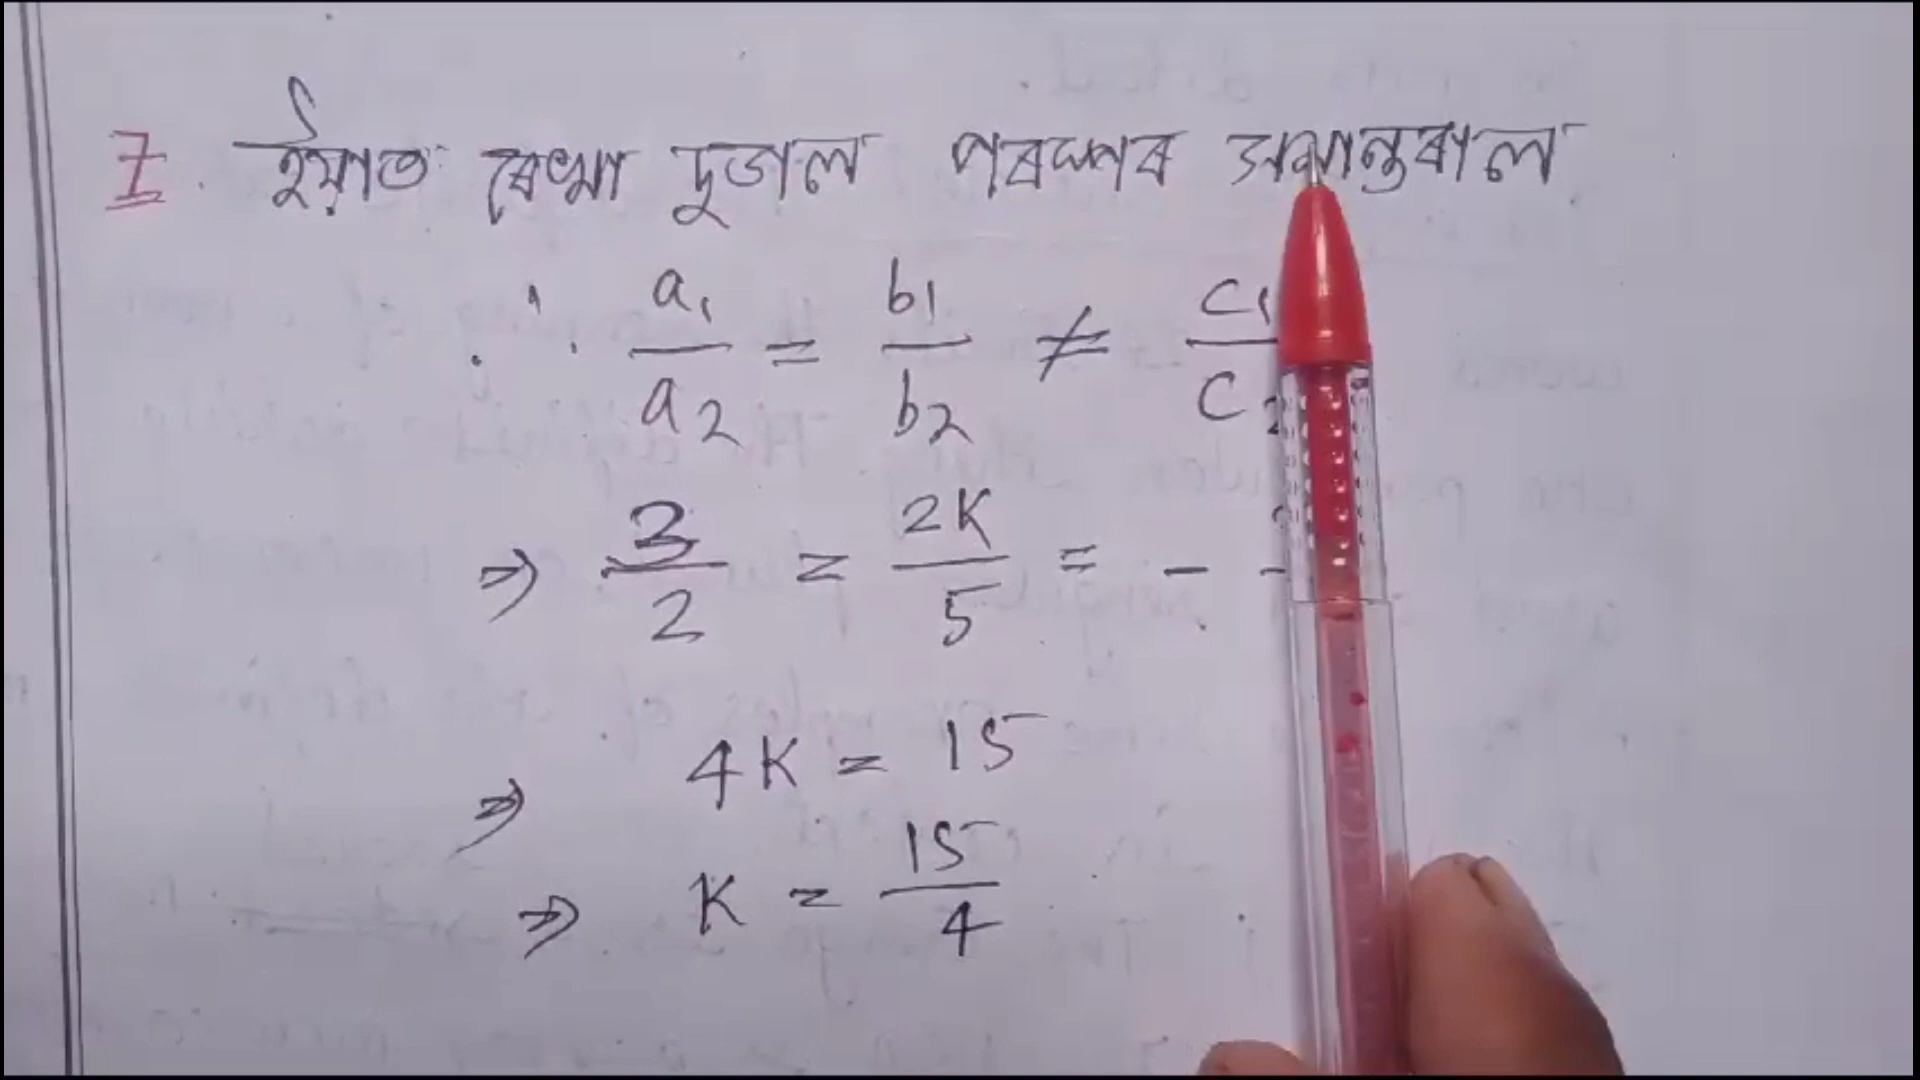 7. ইয়াত ৰেখা দুডাল পৰস্পৰ সমান্তৰাল
∴ a₁/a₂ = b₁/b₂ ≠ c₁/c₂
⇒ 3/2 = 2K/5 = - -
⇒ 4K = 15
⇒ K = 15/4